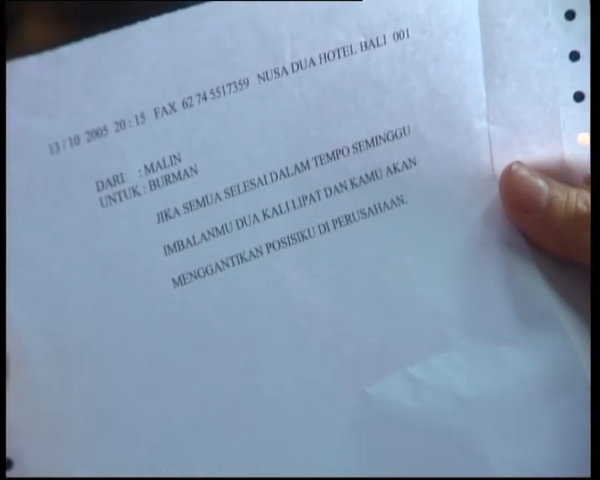 13 / 10 2005 20 : 15 FAX 62 74 5517359 NUSA DUA HOTEL BALI 001
DARI : MALIN
UNTUK : BURMAN
JIKA SEMUA SELESAI DALAM TEMPO SEMINGGU
IMBALANMU DUA KALI LIPAT DAN KAMU AKAN
MENGGANTIKAN POSISIKU DI PERUSAHAAN.